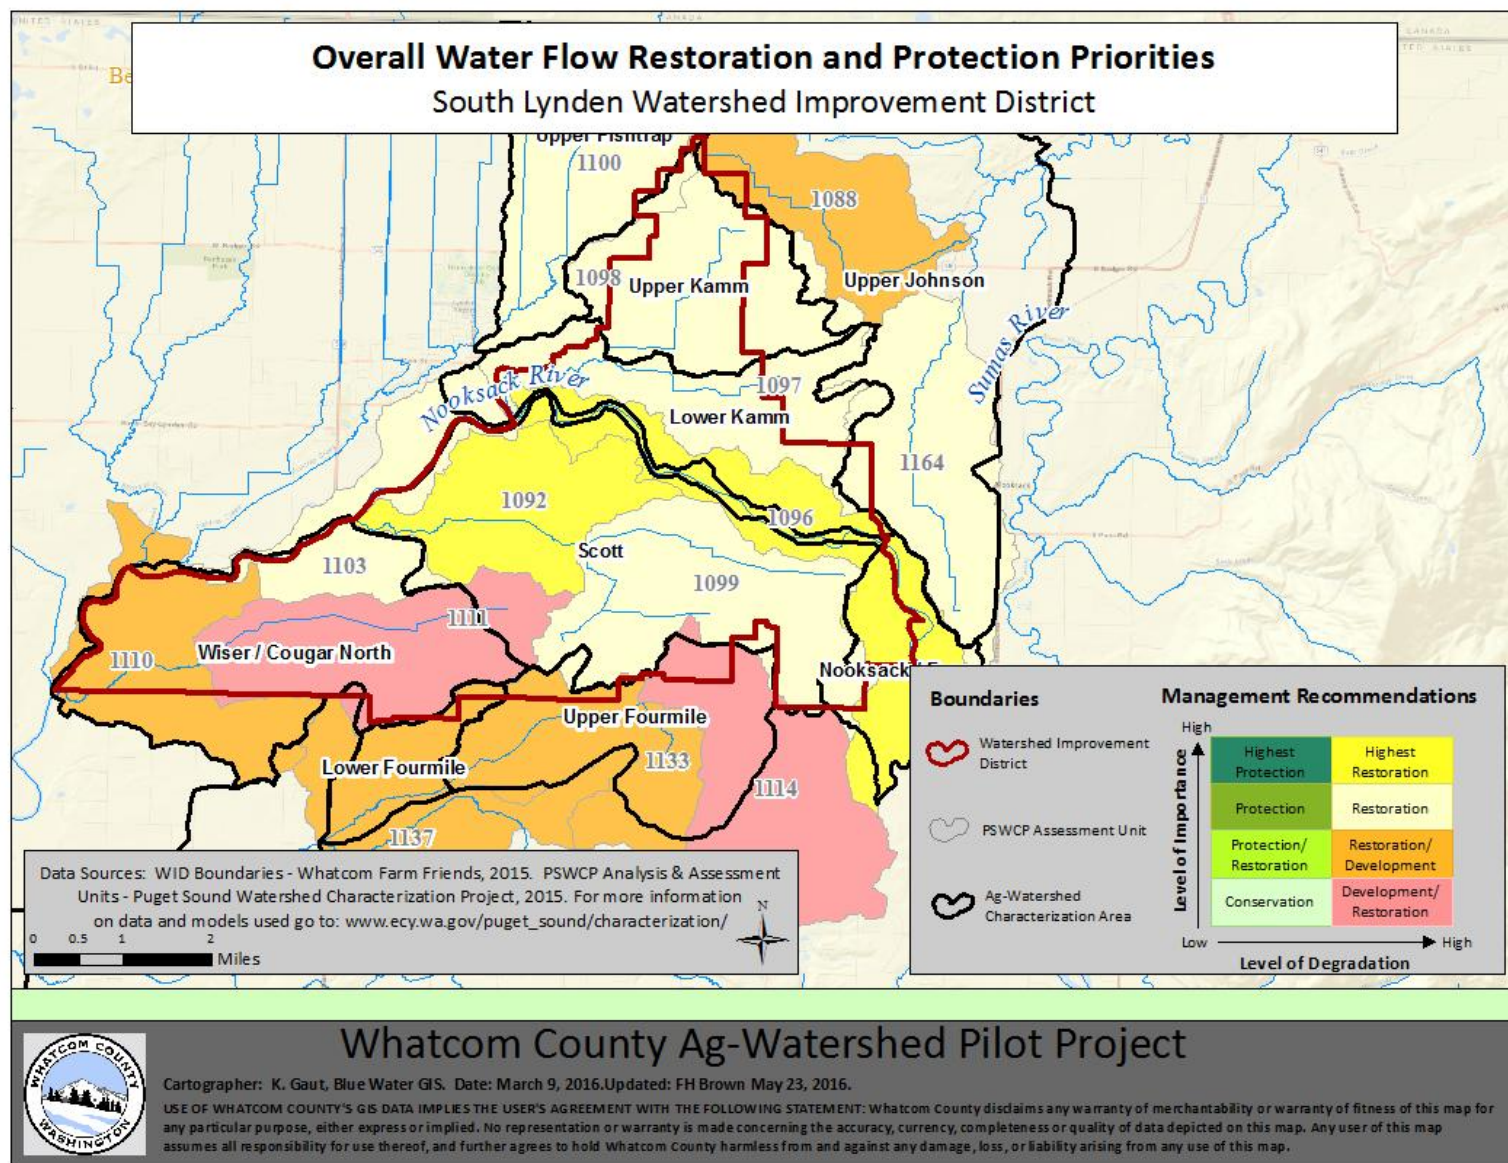 Overall Water Flow Restoration and Protection Priorities
South Lynden Watershed Improvement District
UNITED STATES
CANADA
CANADA
Be
Upper Fishtrap
1100
1088
1098
Upper Kamm
Upper Johnson
Nooksack River
Sumas River
1097
Lower Kamm
1164
1092
1096
Scott
1103
1099
1111
1110
Wiser / Cougar North
Nooksack
Upper Fourmile
1133
Lower Fourmile
1114
1137
Boundaries
Watershed Improvement
District
PSWCP Assessment Unit
Ag-Watershed
Characterization Area
Management Recommendations
High
Level of Importance
Highest
Protection
Highest
Restoration
Protection
Restoration
Protection/
Restoration
Restoration/
Development
Conservation
Development/
Restoration
Low
High
Level of Degradation
Data Sources: WID Boundaries - Whatcom Farm Friends, 2015. PSWCP Analysis & Assessment
Units - Puget Sound Watershed Characterization Project, 2015. For more information
on data and models used go to: www.ecy.wa.gov/puget_sound/characterization/
N
0 0.5 1 2
Miles
Whatcom County Ag-Watershed Pilot Project
WHATCOM COUNTY
WASHINGTON
Cartographer: K. Gaut, Blue Water GIS. Date: March 9, 2016.Updated: FH Brown May 23, 2016.
USE OF WHATCOM COUNTY'S GIS DATA IMPLIES THE USER'S AGREEMENT WITH THE FOLLOWING STATEMENT: Whatcom County disclaims any warranty of merchantability or warranty of fitness of this map for
any particular purpose, either express or implied. No representation or warranty is made concerning the accuracy, currency, completeness or quality of data depicted on this map. Any user of this map
assumes all responsibility for use thereof, and further agrees to hold Whatcom County harmless from and against any damage, loss, or liability arising from any use of this map.